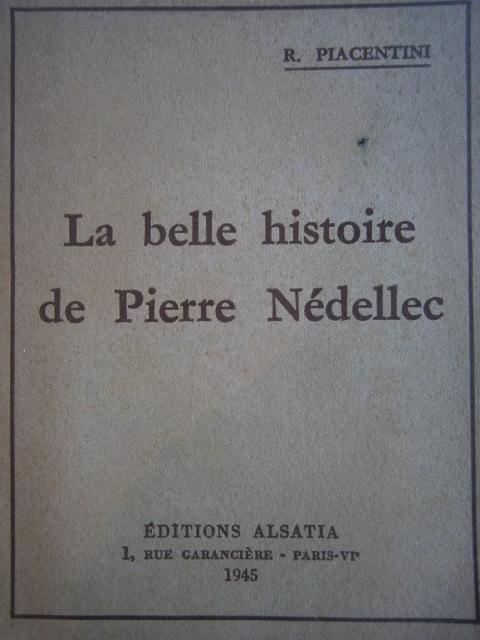 R. PIACENTINI
La belle histoire
de Pierre Nédellec
ÉDITIONS ALSATIA
1, RUE GARANCIÈRE - PARIS-VIᵉ
1945